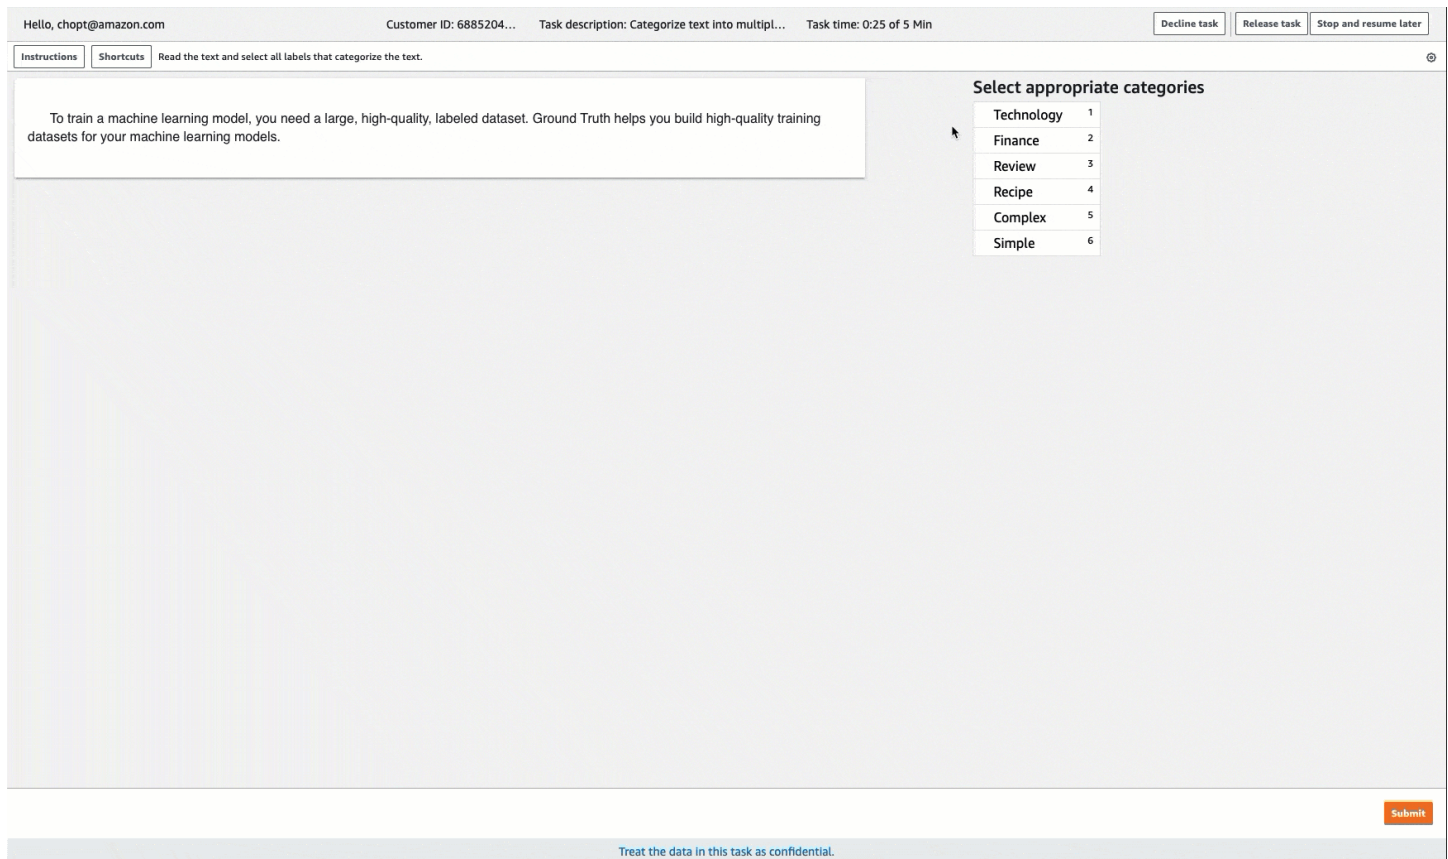 Hello, chopt@amazon.com Customer ID: 6885204... Task description: Categorize text into multipl... Task time: 0:25 of 5 Min Decline task Release task Stop and resume later
Instructions Shortcuts Read the text and select all labels that categorize the text.
To train a machine learning model, you need a large, high-quality, labeled dataset. Ground Truth helps you build high-quality training
datasets for your machine learning models.
Select appropriate categories
Technology 1
Finance 2
Review 3
Recipe 4
Complex 5
Simple 6
Submit
Treat the data in this task as confidential.